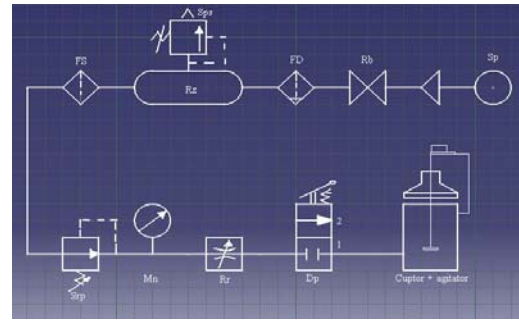 Sps
FS
FD
Rb
Sp
Rz
2
1
Srp
Mn
Rr
Dp
Cuptor + agitator